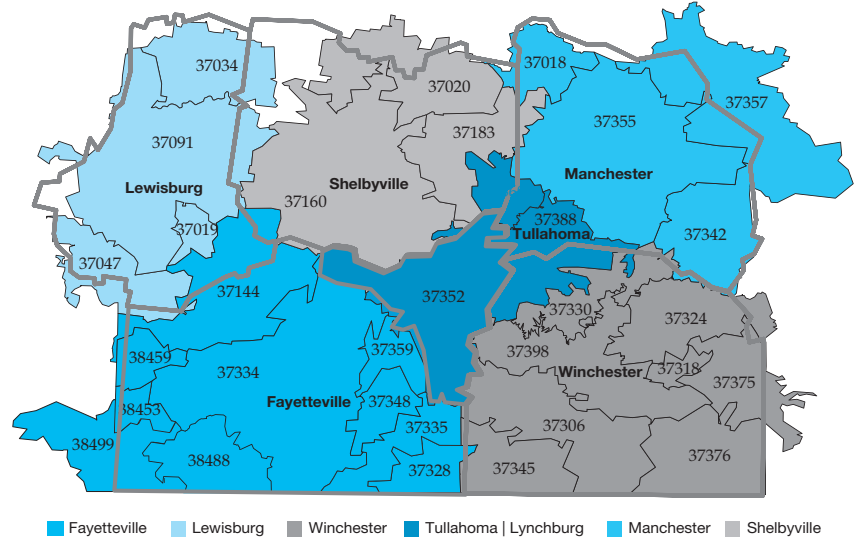 37034
37020
37018
37357
37355
37183
37091
Manchester
Lewisburg
Shelbyville
37160
37388
37019
Tullahoma
37342
37047
37144
37352
37330
37324
38459
37359
37398
37334
37318
Winchester
37375
Fayetteville
37348
38453
37335
37306
38499
38488
37328
37345
37376
Fayetteville
Lewisburg
Winchester
Tullahoma | Lynchburg
Manchester
Shelbyville